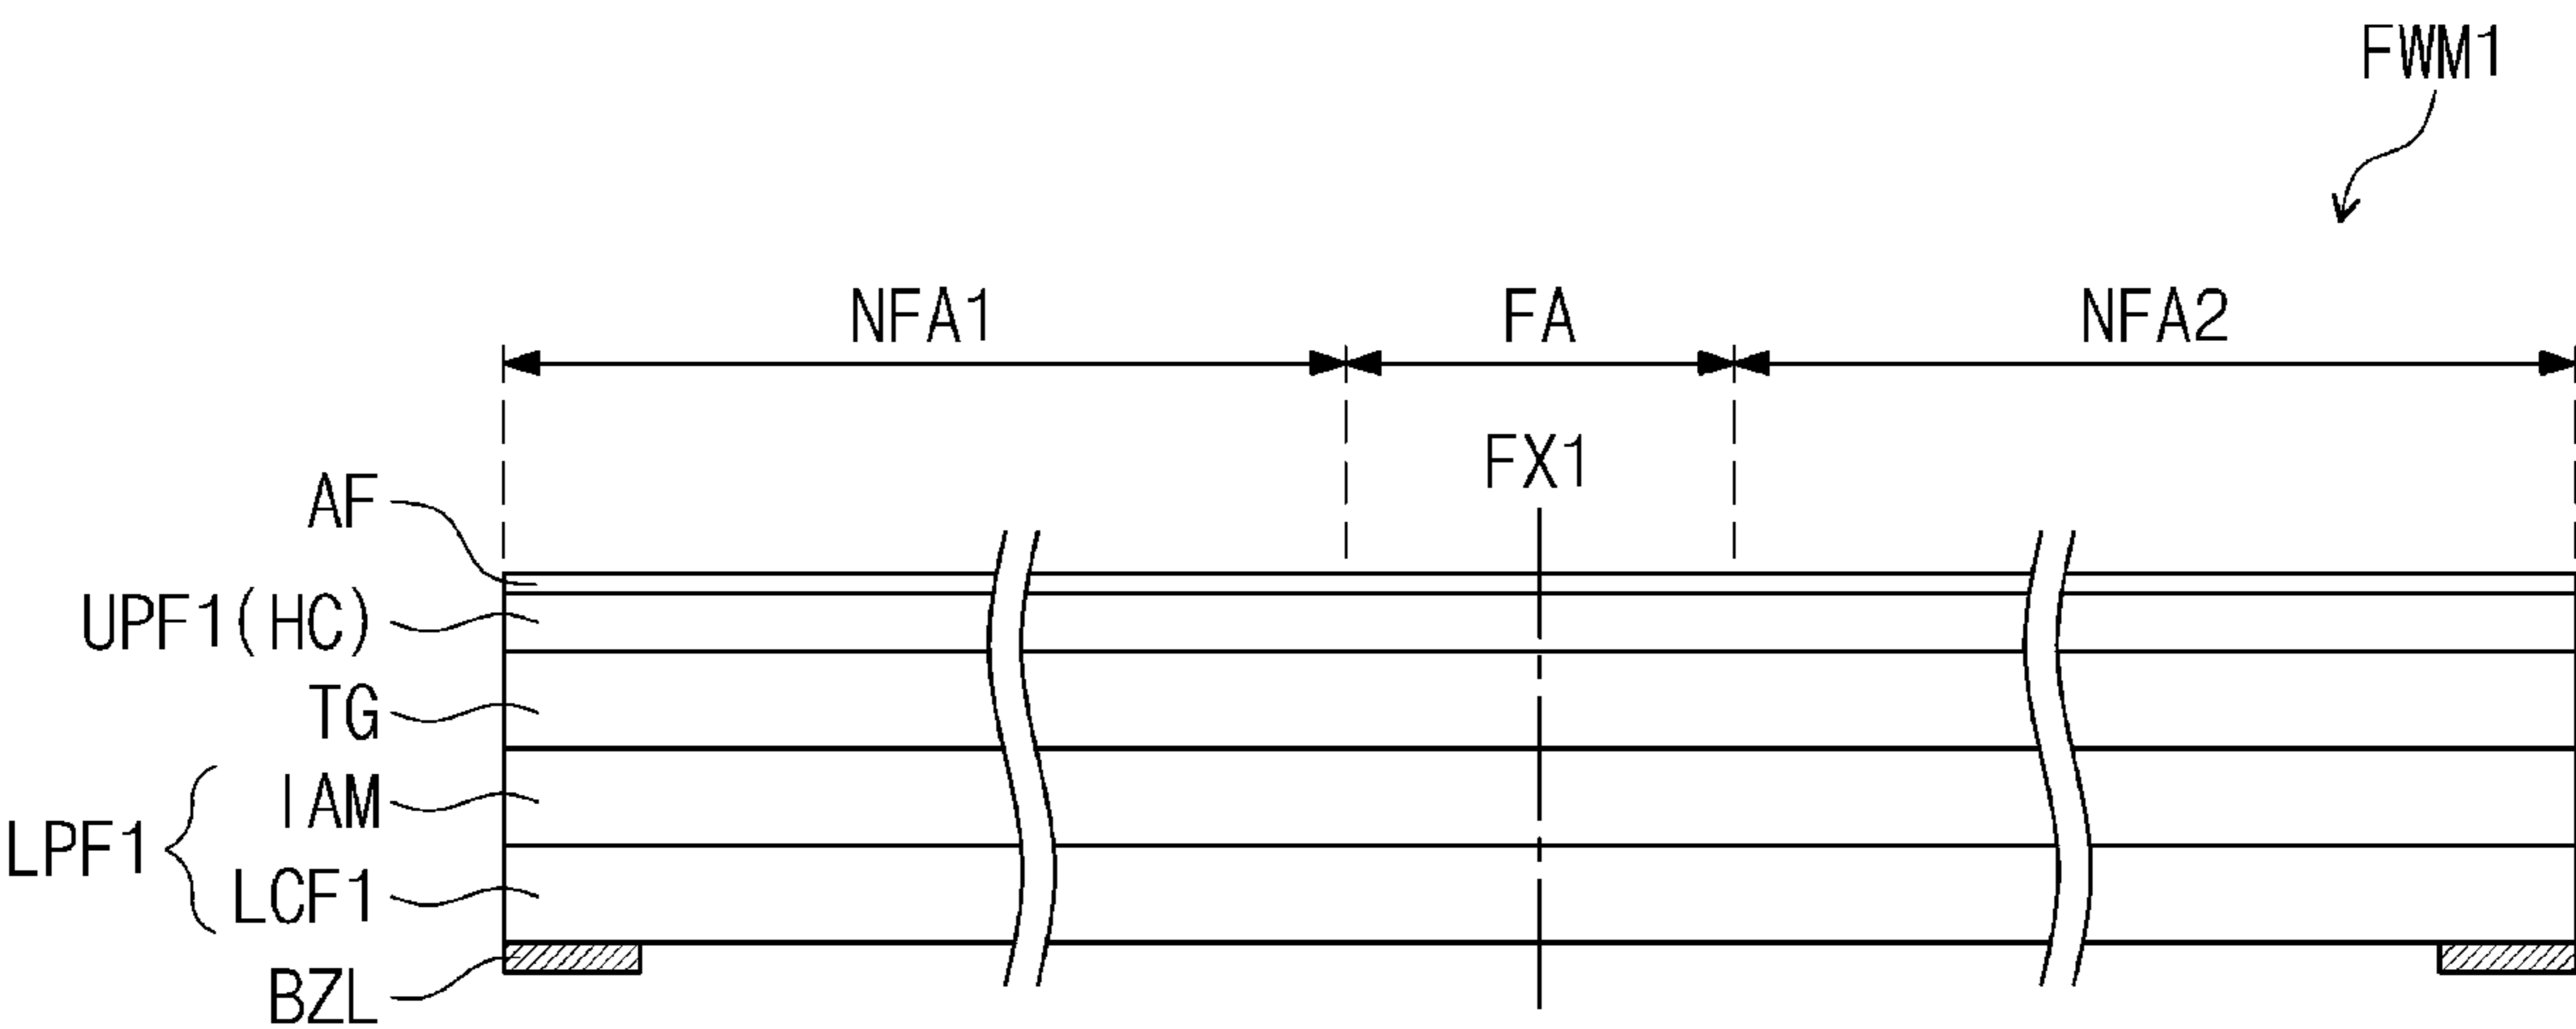 FWM1
NFA1 FA NFA2
FX1
AF
UPF1(HC)
TG
IAM
LPF1
LCF1
BZL